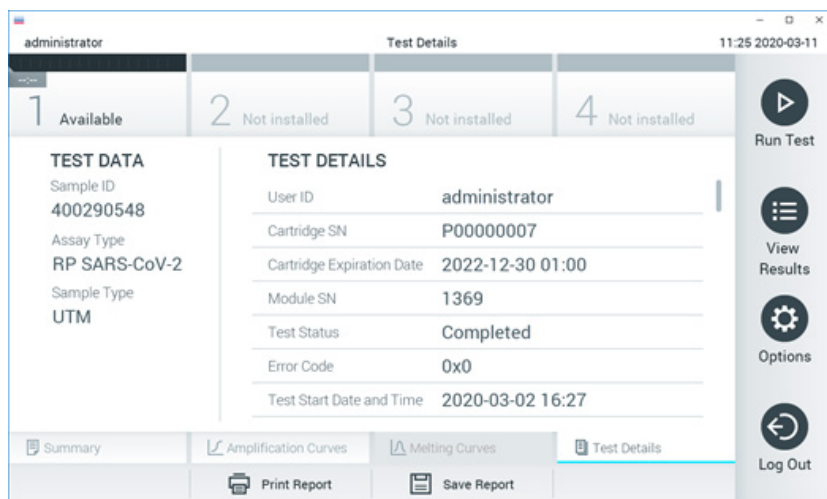 administrator Test Details 11:25 2020-03-11
--:--
1 Available 2 Not installed 3 Not installed 4 Not installed
Run Test
View
Results
Options
Log Out
TEST DATA
Sample ID
400290548
Assay Type
RP SARS-CoV-2
Sample Type
UTM
TEST DETAILS
User ID administrator
Cartridge SN P00000007
Cartridge Expiration Date 2022-12-30 01:00
Module SN 1369
Test Status Completed
Error Code 0x0
Test Start Date and Time 2020-03-02 16:27
Summary Amplification Curves Melting Curves Test Details
Print Report Save Report